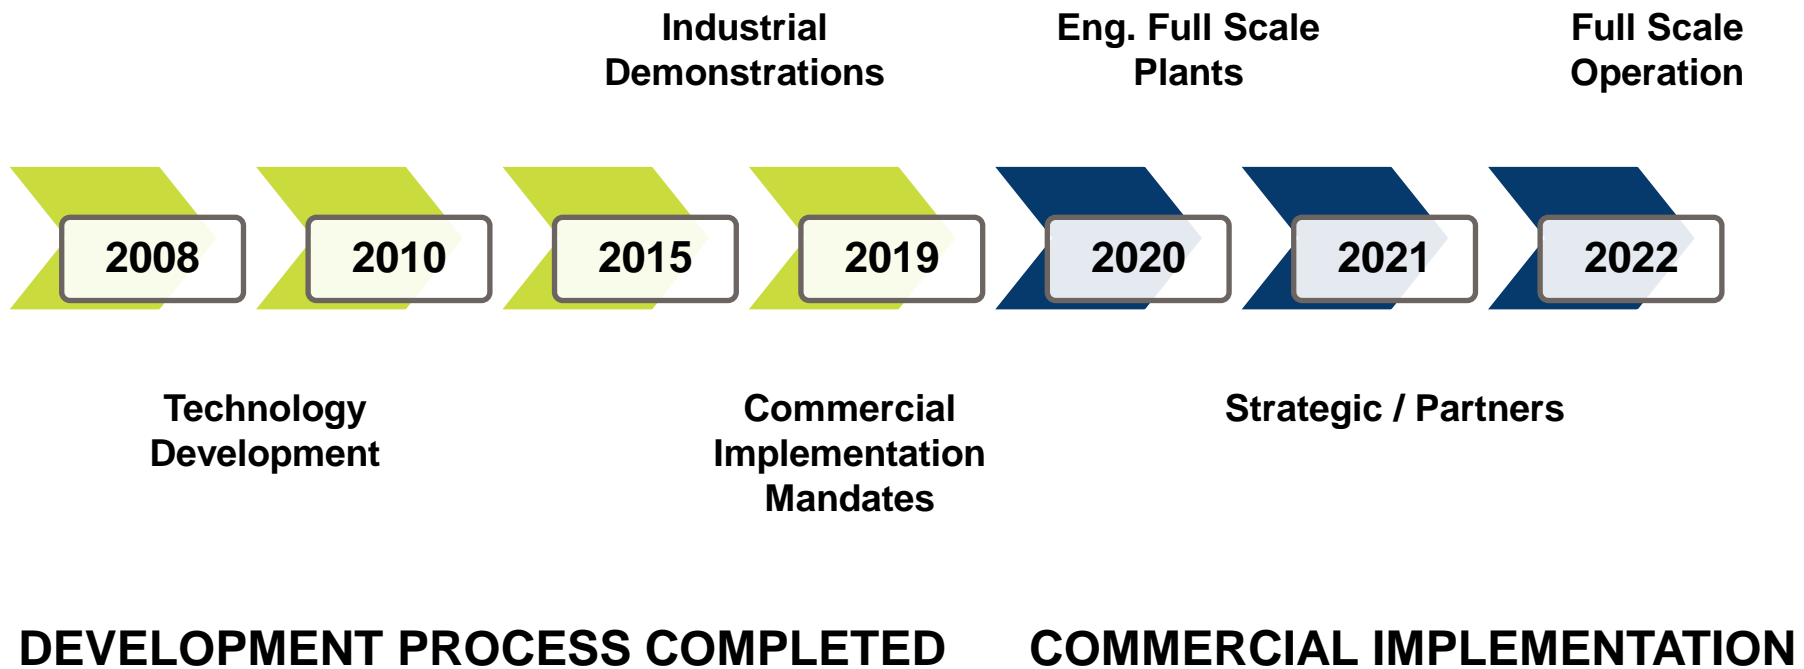 Industrial
Demonstrations
Eng. Full Scale
Plants
Full Scale
Operation
2008
2010
2015
2019
2020
2021
2022
Technology
Development
Commercial
Implementation
Mandates
Strategic / Partners
DEVELOPMENT PROCESS COMPLETED
COMMERCIAL IMPLEMENTATION